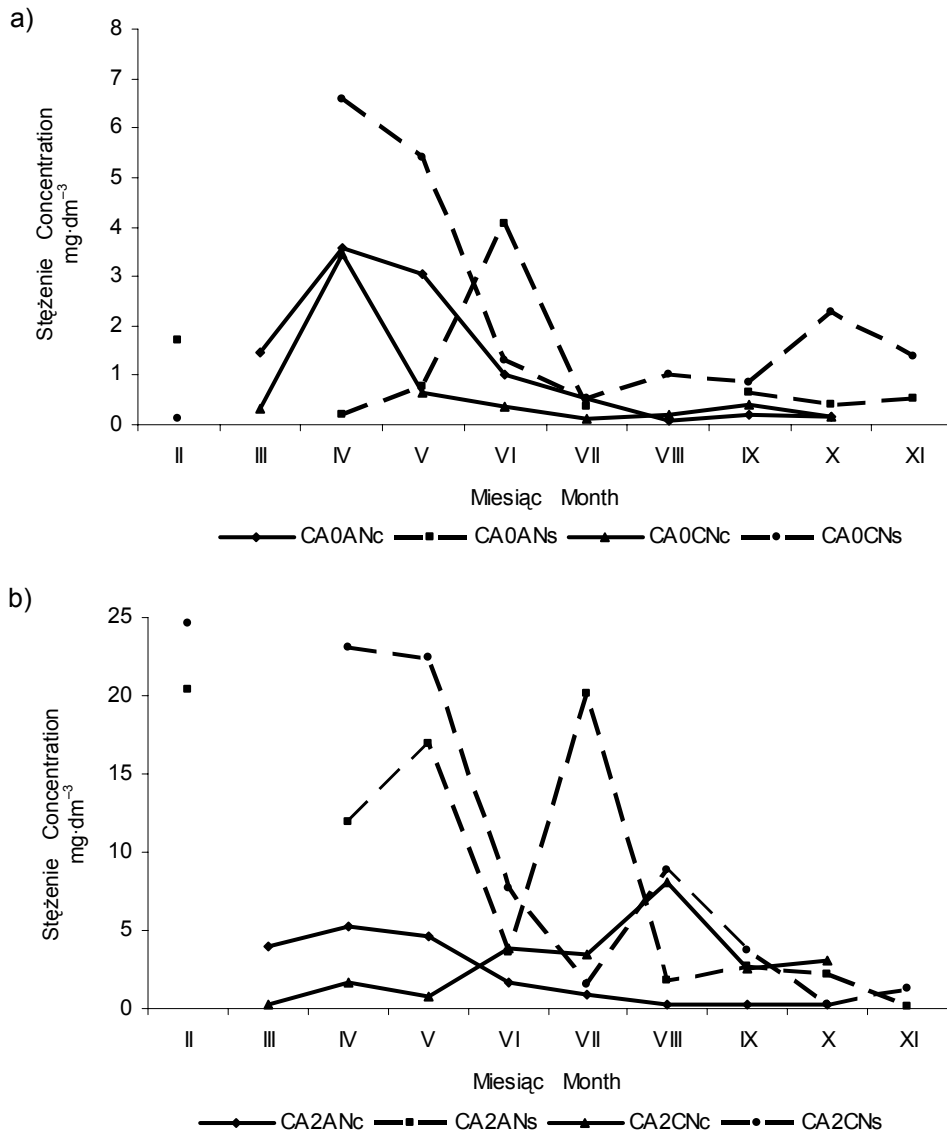 a)
8
7
6
5
4
3
2
1
0
Stężenie Concentration
mg·dm⁻³
II III IV V VI VII VIII IX X XI
Miesiąc Month
CA0ANc CA0ANs CA0CNc CA0CNs
b)
25
20
15
10
5
0
Stężenie Concentration
mg·dm⁻³
II III IV V VI VII VIII IX X XI
Miesiąc Month
CA2ANc CA2ANs CA2CNc CA2CNs